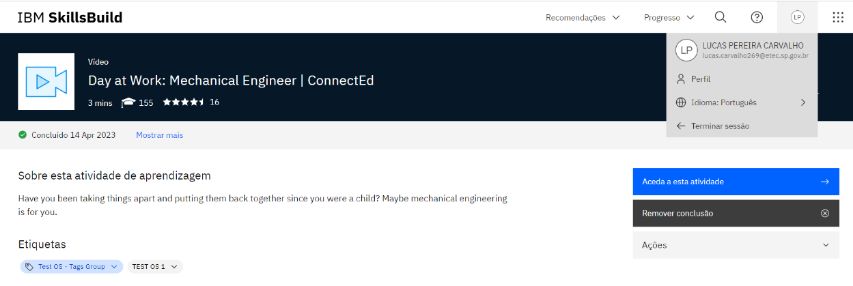 IBM SkillsBuild
Recomendações
Progresso
LP
LP
LUCAS PEREIRA CARVALHO
lucas.carvalho269@etec.sp.gov.br
Perfil
Idioma: Português
Terminar sessão
Vídeo
Day at Work: Mechanical Engineer | ConnectEd
3 mins 155 16
Concluído 14 Apr 2023 Mostrar mais
Sobre esta atividade de aprendizagem
Have you been taking things apart and putting them back together since you were a child? Maybe mechanical engineering
is for you.
Aceda a esta atividade
Remover conclusão
Ações
Etiquetas
Test OS - Tags Group TEST OS 1